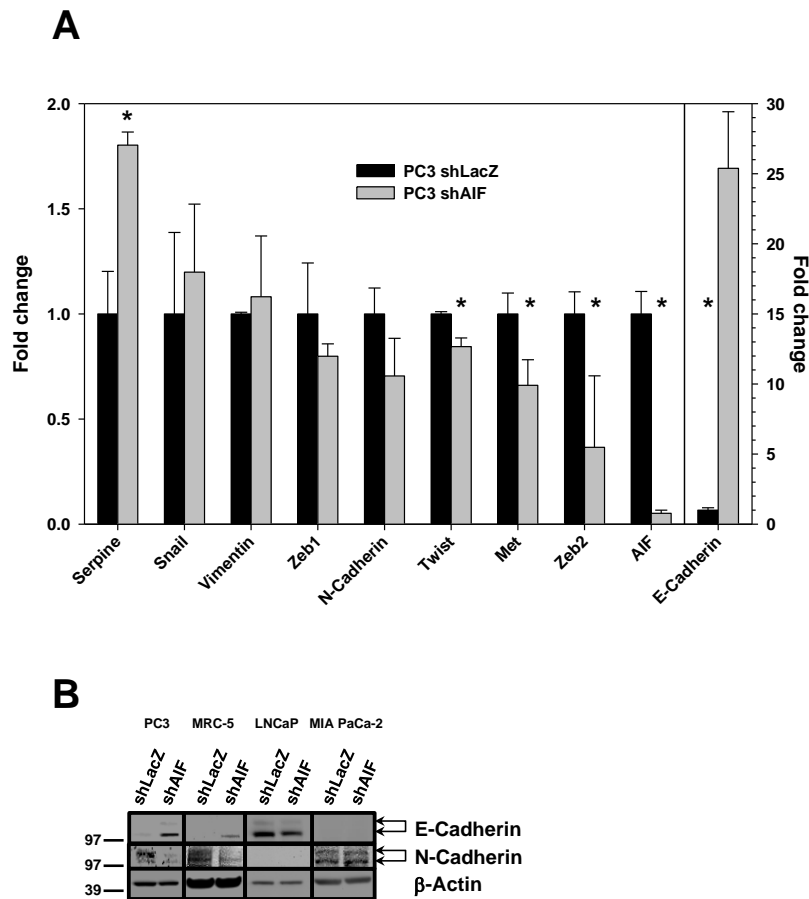 A
2.0
1.5
1.0
0.5
0.0
Fold change
*
*
*
*
*
*
PC3 shLacZ
PC3 shAIF
30
25
20
15
10
5
0
Fold change
Serpine
Snail
Vimentin
Zeb1
N-Cadherin
Twist
Met
Zeb2
AIF
E-Cadherin
B
PC3 MRC-5 LNCaP MIA PaCa-2
shLacZ shAIF shLacZ shAIF shLacZ shAIF shLacZ shAIF
97 E-Cadherin
97 N-Cadherin
39 β-Actin